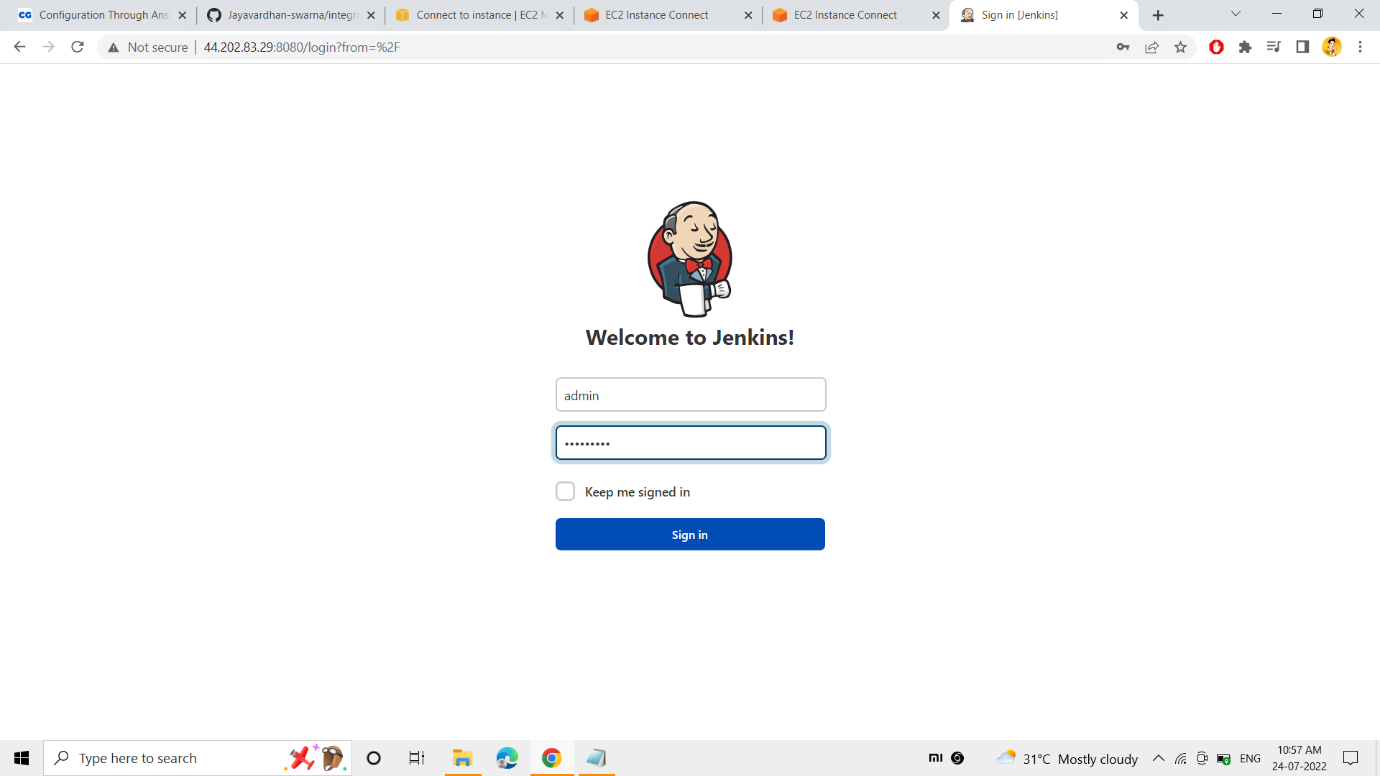 CG Configuration Through Ans
Jayavardhan-swarna/integra
Connect to instance | EC2 M
EC2 Instance Connect
EC2 Instance Connect
Sign in [Jenkins]
Not secure
44.202.83.29:8080/login?from=%2F
Welcome to Jenkins!
admin
•••••••••
Keep me signed in
Sign in
Type here to search
31°C Mostly cloudy
ENG
10:57 AM
24-07-2022